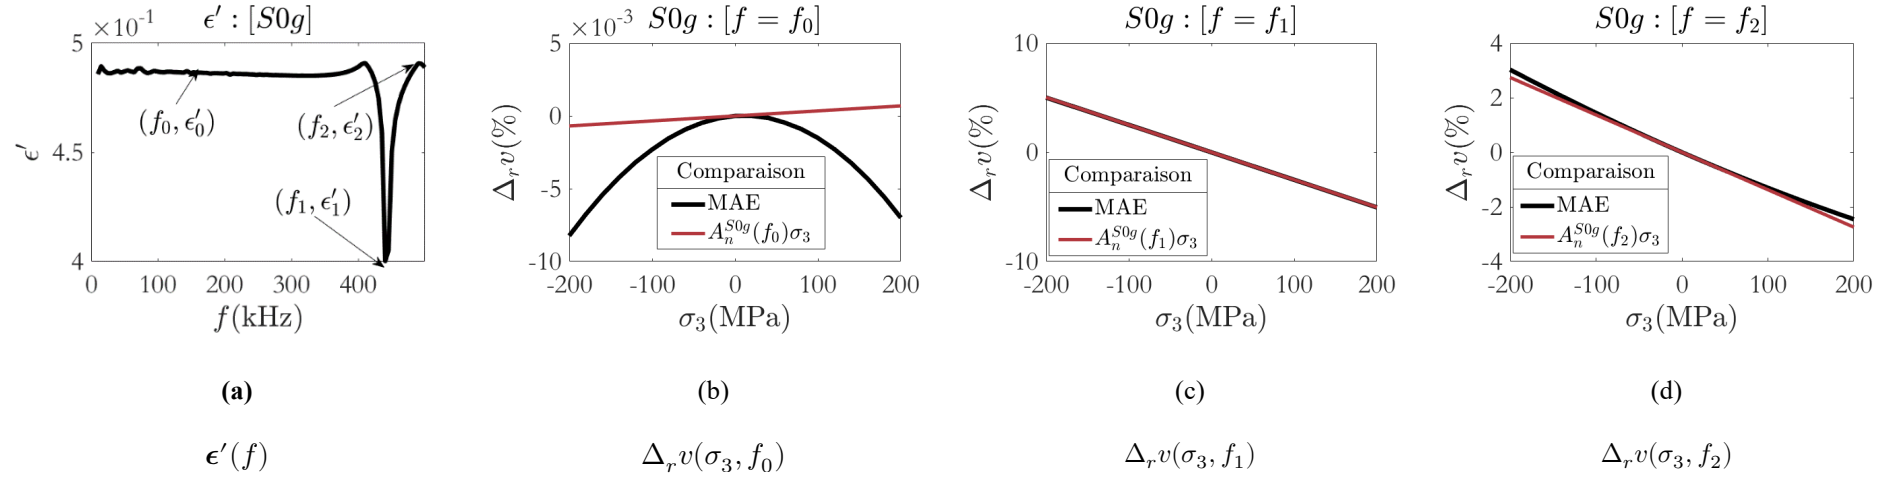 ϵ′ : [S0g]
×10⁻¹
5
4.5
4
ϵ′
(f₀, ϵ′₀)
(f₂, ϵ′₂)
(f₁, ϵ′₁)
0 100 200 300 400
f(kHz)
(a)
ϵ′(f)
×10⁻³
S0g : [f = f₀]
5
0
-5
-10
Δᵣv(%)
Comparaison
MAE
Aₙ^{S0g}(f₀)σ₃
-200 -100 0 100 200
σ₃(MPa)
(b)
Δᵣv(σ₃, f₀)
S0g : [f = f₁]
10
0
-10
Δᵣv(%)
Comparaison
MAE
Aₙ^{S0g}(f₁)σ₃
-200 -100 0 100 200
σ₃(MPa)
(c)
Δᵣv(σ₃, f₁)
S0g : [f = f₂]
4
2
0
-2
-4
Δᵣv(%)
Comparaison
MAE
Aₙ^{S0g}(f₂)σ₃
-200 -100 0 100 200
σ₃(MPa)
(d)
Δᵣv(σ₃, f₂)